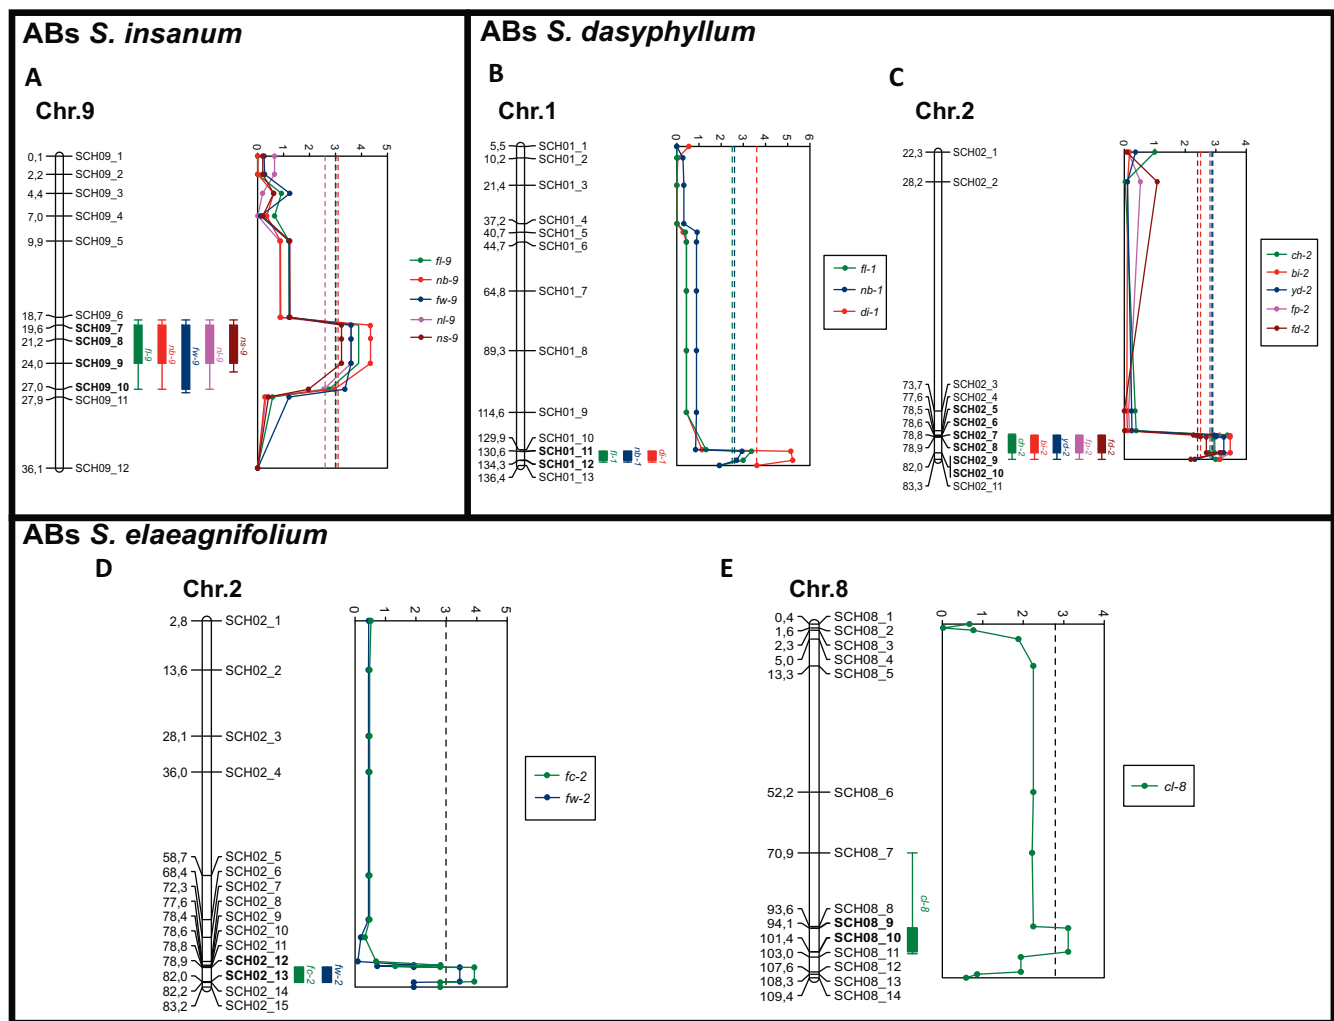 ABs S. insanum
A
Chr.9
0,1 SCH09_1
2,2 SCH09_2
4,4 SCH09_3
7,0 SCH09_4
9,9 SCH09_5
18,7 SCH09_6
19,6 SCH09_7
21,2 SCH09_8
24,0 SCH09_9
27,0 SCH09_10
27,9 SCH09_11
36,1 SCH09_12
fl-9 nb-9 fw-9 nl-9 ns-9
0 1 2 3 4 5
fl-9
nb-9
fw-9
nl-9
ns-9
ABs S. dasyphyllum
B
Chr.1
5,5 SCH01_1
10,2 SCH01_2
21,4 SCH01_3
37,2 SCH01_4
40,7 SCH01_5
44,7 SCH01_6
64,8 SCH01_7
89,3 SCH01_8
114,6 SCH01_9
129,9 SCH01_10
130,6 SCH01_11
134,3 SCH01_12
136,4 SCH01_13
fl-1 nb-1 di-1
0 1 2 3 4 5 6
fl-1
nb-1
di-1
C
Chr.2
22,3 SCH02_1
28,2 SCH02_2
73,7 SCH02_3
77,6 SCH02_4
78,5 SCH02_5
78,6 SCH02_6
78,8 SCH02_7
78,9 SCH02_8
82,0 SCH02_9
SCH02_10
83,3 SCH02_11
ch-2 bi-2 yd-2 fp-2 fd-2
0 1 2 3 4
ch-2
bi-2
yd-2
fp-2
fd-2
ABs S. elaeagnifolium
D
Chr.2
2,8 SCH02_1
13,6 SCH02_2
28,1 SCH02_3
36,0 SCH02_4
58,7 SCH02_5
68,4 SCH02_6
72,3 SCH02_7
77,6 SCH02_8
78,4 SCH02_9
78,6 SCH02_10
78,8 SCH02_11
78,9 SCH02_12
82,0 SCH02_13
82,2 SCH02_14
83,2 SCH02_15
fc-2 fw-2
0 1 2 3 4 5
fc-2
fw-2
E
Chr.8
0,4 SCH08_1
1,6 SCH08_2
2,3 SCH08_3
5,0 SCH08_4
13,3 SCH08_5
52,2 SCH08_6
70,9 SCH08_7
93,6 SCH08_8
94,1 SCH08_9
101,4 SCH08_10
103,0 SCH08_11
107,6 SCH08_12
108,3 SCH08_13
109,4 SCH08_14
cl-8
0 1 2 3 4
cl-8